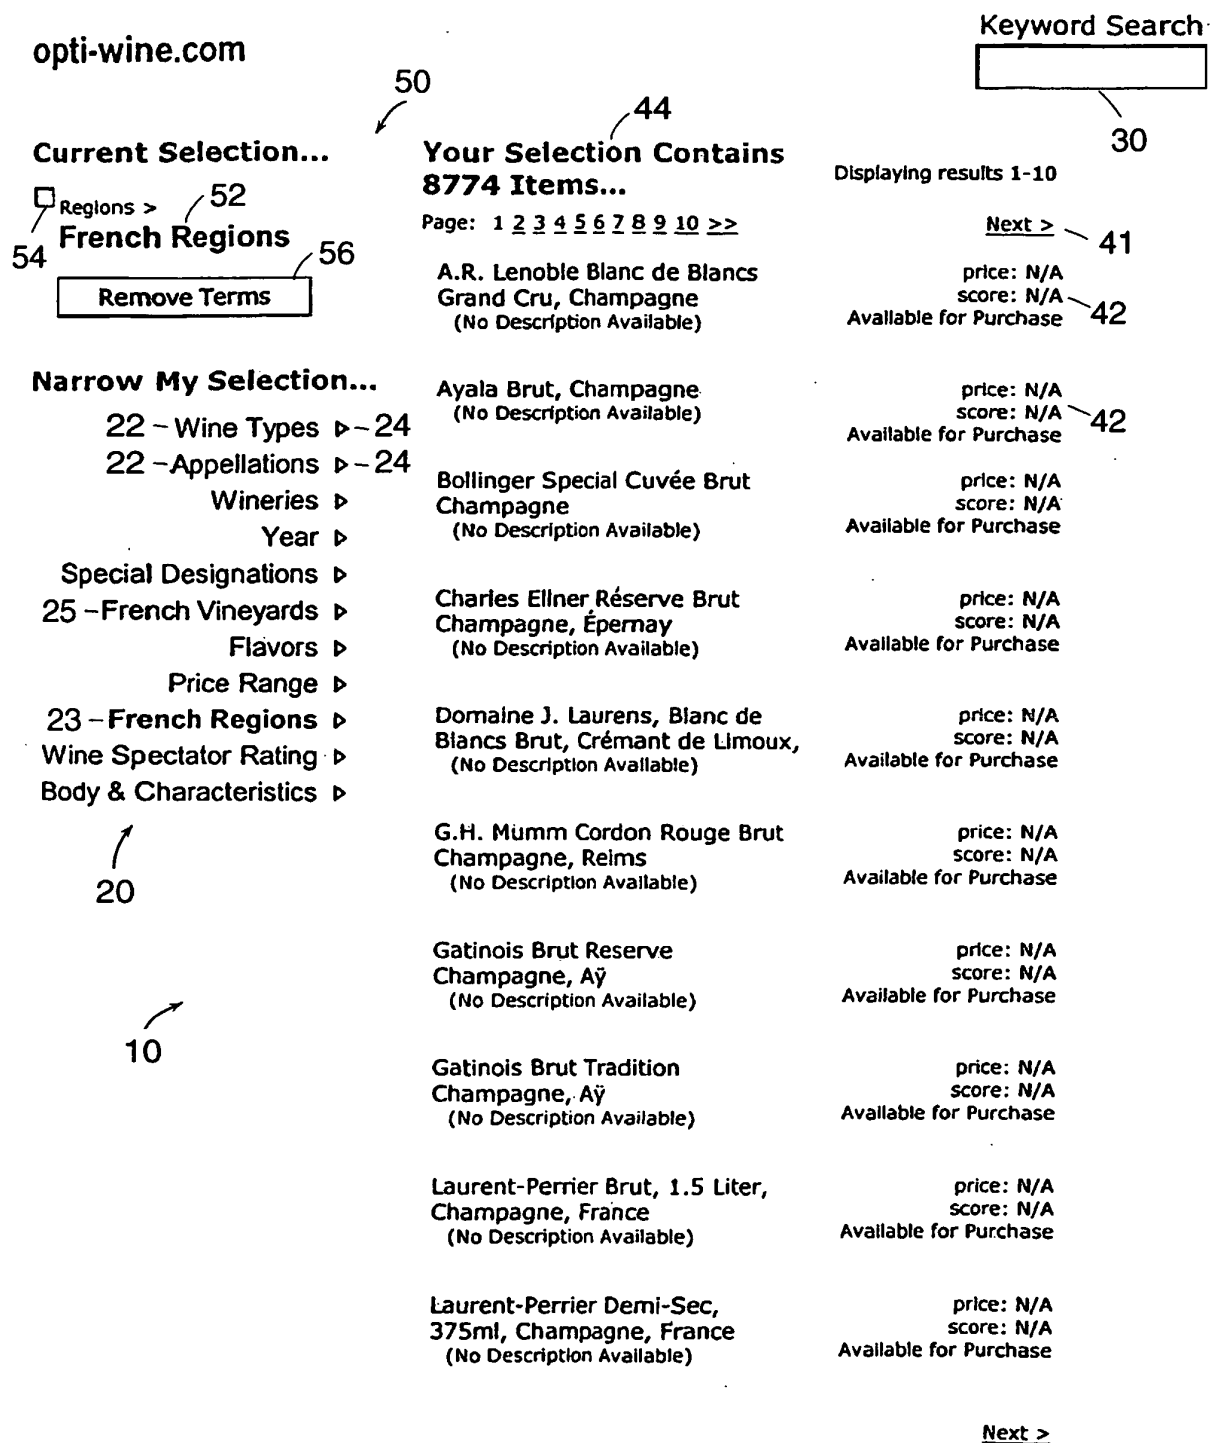 opti-wine.com
Keyword Search
30
50
Current Selection...
Regions >
52
54
French Regions
56
Remove Terms
Narrow My Selection...
22 – Wine Types – 24
22 – Appellations – 24
Wineries
Year
Special Designations
25 – French Vineyards
Flavors
Price Range
23 – French Regions
Wine Spectator Rating
Body & Characteristics
20
10
44
Your Selection Contains
8774 Items...
Displaying results 1-10
Page: 1 2 3 4 5 6 7 8 9 10 >>
Next >
41
A.R. Lenoble Blanc de Blancs
Grand Cru, Champagne
(No Description Available)
price: N/A
score: N/A
42
Available for Purchase
Ayala Brut, Champagne
(No Description Available)
price: N/A
score: N/A
42
Available for Purchase
Bollinger Special Cuvée Brut
Champagne
(No Description Available)
price: N/A
score: N/A
Available for Purchase
Charles Ellner Réserve Brut
Champagne, Épernay
(No Description Available)
price: N/A
score: N/A
Available for Purchase
Domaine J. Laurens, Blanc de
Blancs Brut, Crémant de Limoux,
(No Description Available)
price: N/A
score: N/A
Available for Purchase
G.H. Mumm Cordon Rouge Brut
Champagne, Reims
(No Description Available)
price: N/A
score: N/A
Available for Purchase
Gatinois Brut Reserve
Champagne, Aÿ
(No Description Available)
price: N/A
score: N/A
Available for Purchase
Gatinois Brut Tradition
Champagne, Aÿ
(No Description Available)
price: N/A
score: N/A
Available for Purchase
Laurent-Perrier Brut, 1.5 Liter,
Champagne, France
(No Description Available)
price: N/A
score: N/A
Available for Purchase
Laurent-Perrier Demi-Sec,
375ml, Champagne, France
(No Description Available)
price: N/A
score: N/A
Available for Purchase
Next >